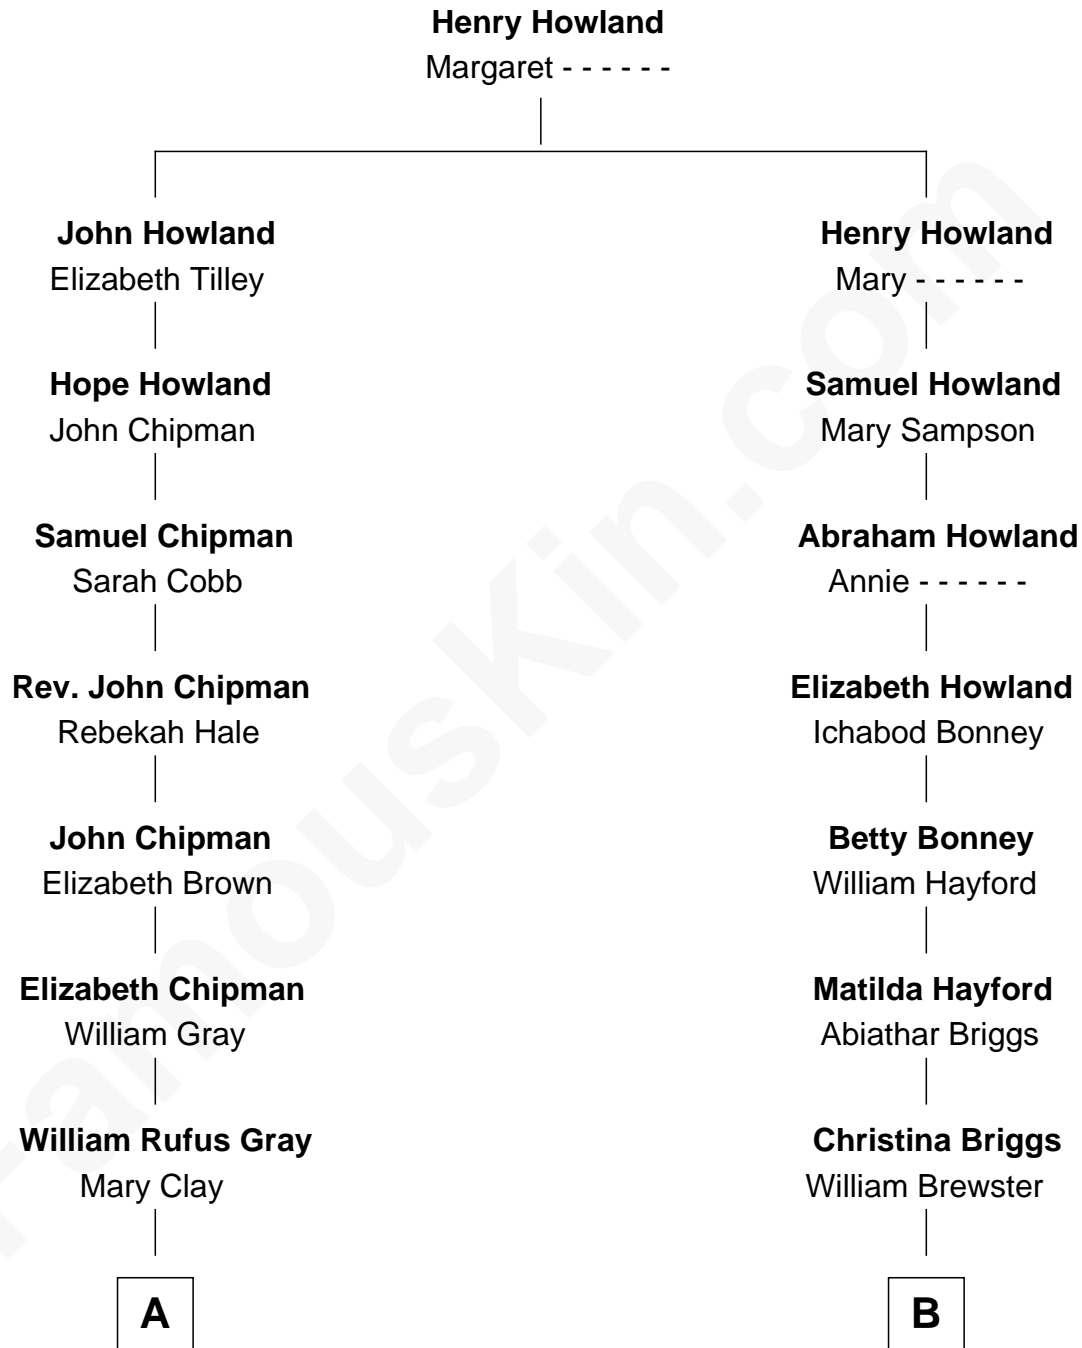 Henry Howland
Margaret - - - - - -
John Howland
Elizabeth Tilley
Henry Howland
Mary - - - - - -
Hope Howland
John Chipman
Samuel Howland
Mary Sampson
Samuel Chipman
Sarah Cobb
Abraham Howland
Annie - - - - - -
Rev. John Chipman
Rebekah Hale
Elizabeth Howland
Ichabod Bonney
John Chipman
Elizabeth Brown
Betty Bonney
William Hayford
Elizabeth Chipman
William Gray
Matilda Hayford
Abiathar Briggs
William Rufus Gray
Mary Clay
Christina Briggs
William Brewster
A
B
FamousKin.com